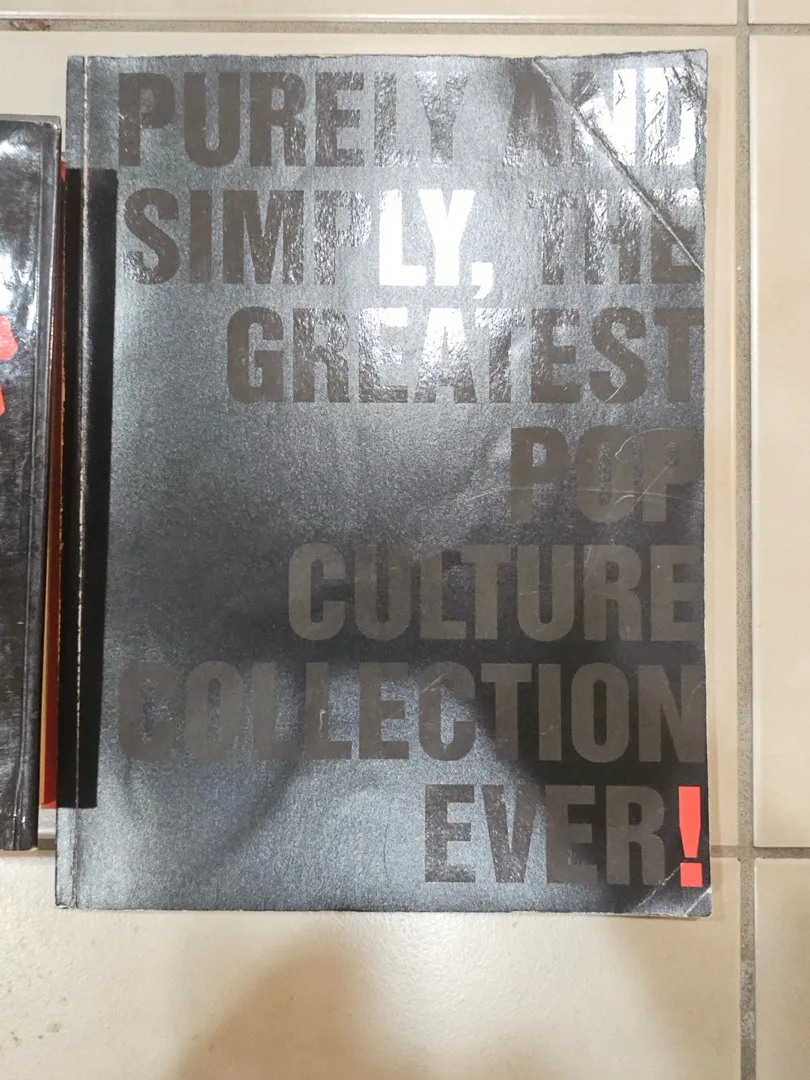 PURELY AND
SIMPLY, THE
GREATEST
POP
CULTURE
COLLECTION
EVER!